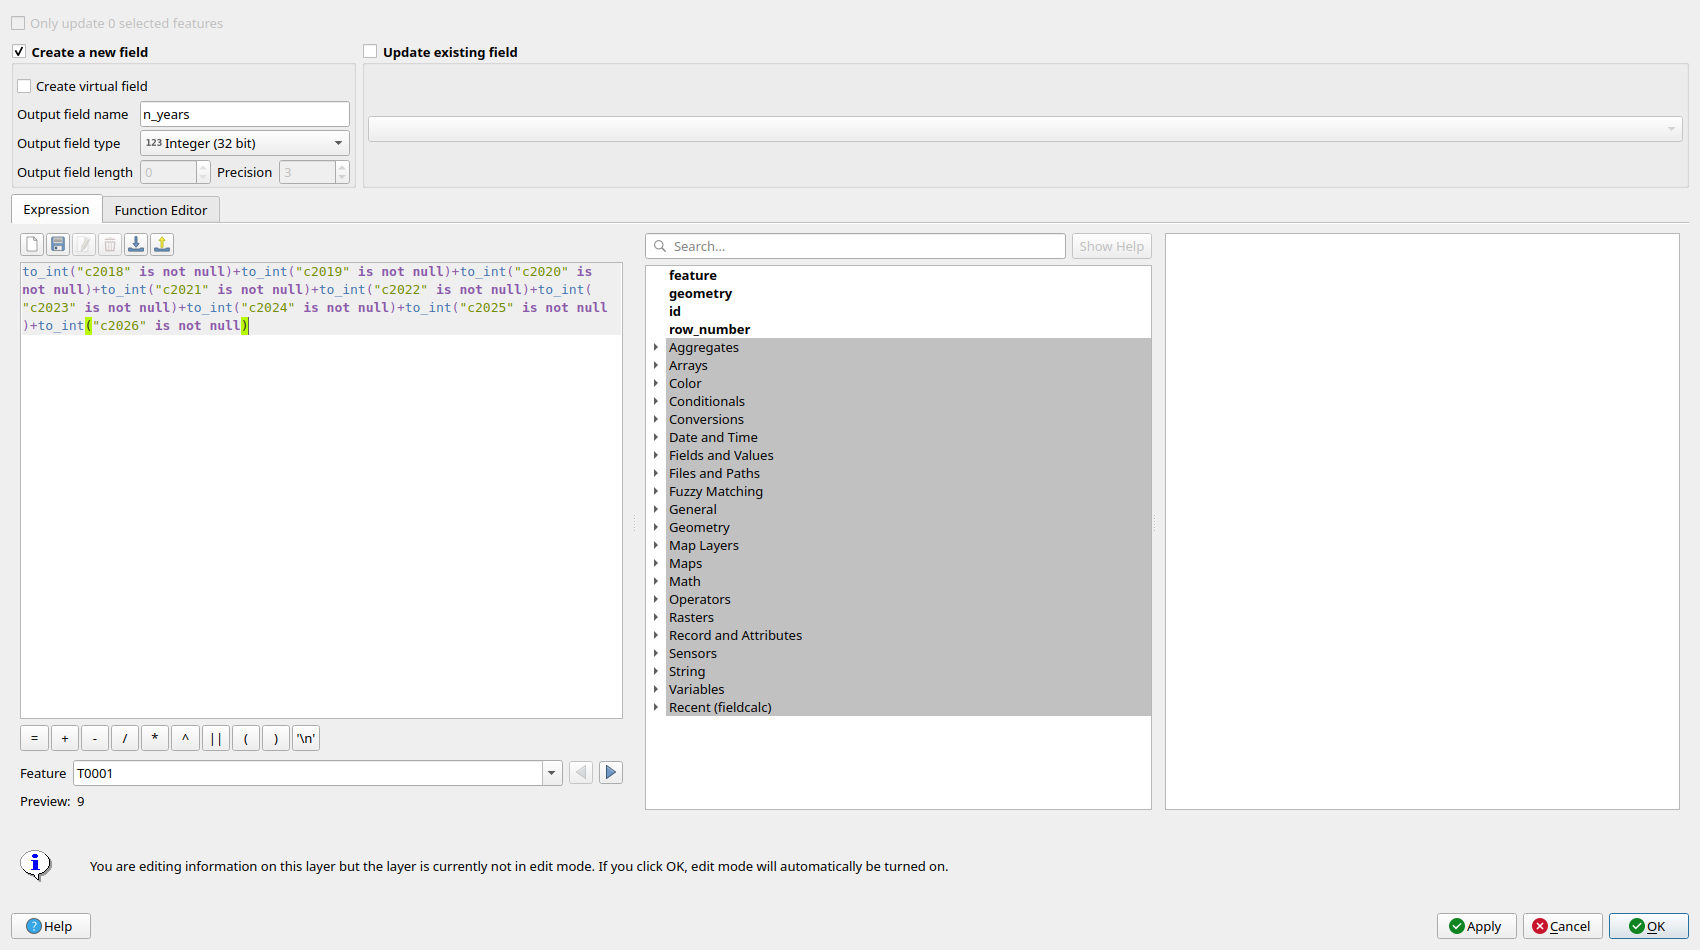 Only update 0 selected features
Create a new field
Update existing field
Create virtual field
Output field name n_years
Output field type 123 Integer (32 bit)
Output field length 0 Precision 3
Expression Function Editor
Search... Show Help
to_int("c2018" is not null)+to_int("c2019" is not null)+to_int("c2020" is
not null)+to_int("c2021" is not null)+to_int("c2022" is not null)+to_int(
"c2023" is not null)+to_int("c2024" is not null)+to_int("c2025" is not null
)+to_int("c2026" is not null)
feature
geometry
id
row_number
Aggregates
Arrays
Color
Conditionals
Conversions
Date and Time
Fields and Values
Files and Paths
Fuzzy Matching
General
Geometry
Map Layers
Maps
Math
Operators
Rasters
Record and Attributes
Sensors
String
Variables
Recent (fieldcalc)
= + - / * ^ || ( ) '\n'
Feature T0001
Preview: 9
You are editing information on this layer but the layer is currently not in edit mode. If you click OK, edit mode will automatically be turned on.
Help Apply Cancel OK